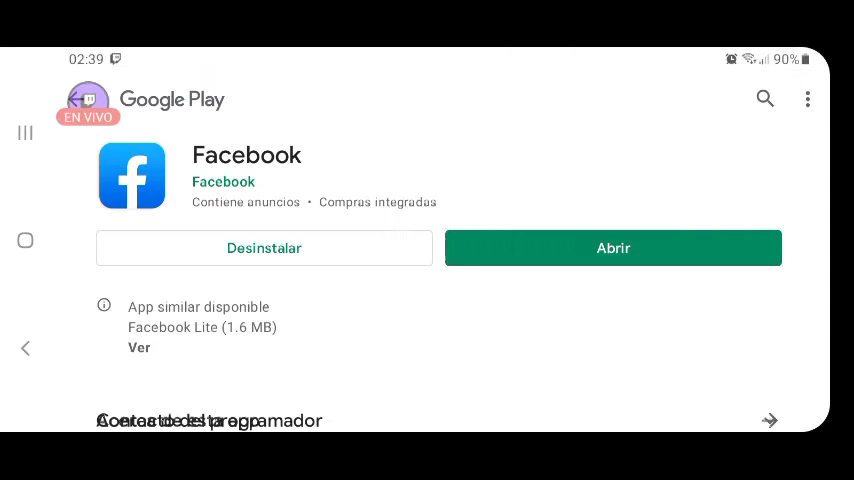 02:39
90%
Google Play
EN VIVO
Facebook
Facebook
Contiene anuncios • Compras integradas
Desinstalar
Abrir
App similar disponible
Facebook Lite (1.6 MB)
Ver